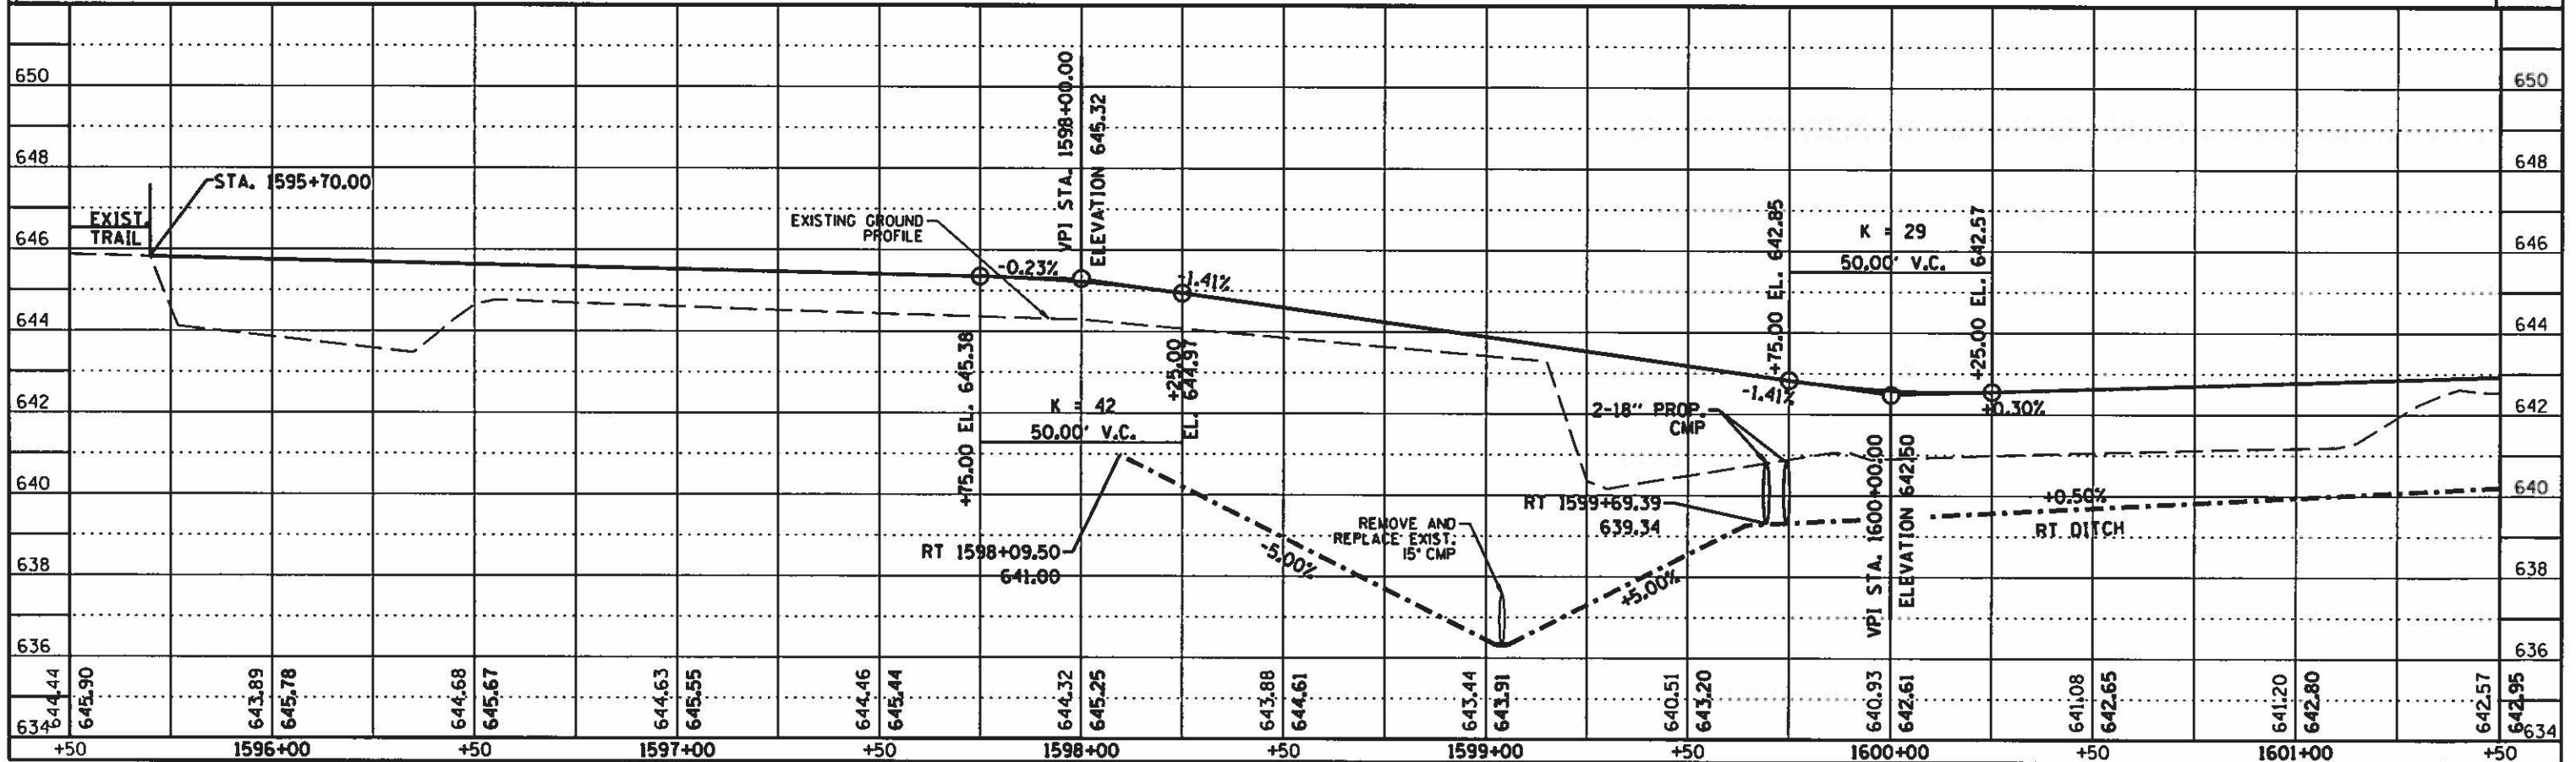 650
650
648
648
646
646
644
644
642
642
640
640
638
638
636
636
634
634
EXIST.
TRAIL
STA. 1595+70.00
EXISTING GROUND
PROFILE
-0.23%
VPI STA. 1598+00.00
ELEVATION 645.32
-1.41%
+75.00 EL. 645.38
K = 42
50.00' V.C.
+25.00
EL. 644.97
RT 1598+09.50
641.00
-5.00%
REMOVE AND
REPLACE EXIST.
15" CMP
+5.00%
RT 1599+69.39
639.34
2-18" PROP.
CMP
-1.41%
+75.00 EL. 642.85
K = 29
50.00' V.C.
+25.00 EL. 642.57
+0.30%
VPI STA. 1600+00.00
ELEVATION 642.50
+0.50%
RT DITCH
644.44
645.90
643.89
645.78
644.68
645.67
644.63
645.55
644.46
645.44
644.32
645.25
643.88
644.61
643.44
643.91
640.51
643.20
640.93
642.61
641.08
642.65
641.20
642.80
642.57
642.95
+50
1596+00
+50
1597+00
+50
1598+00
+50
1599+00
+50
1600+00
+50
1601+00
+50